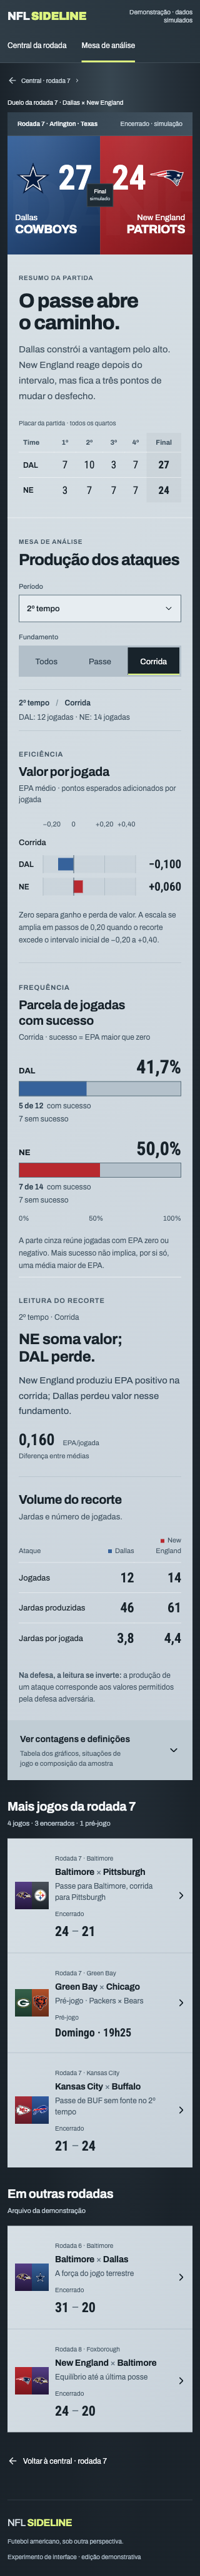 NFL SIDELINE
Demonstração · dados
simulados
Central da rodada
Mesa de análise
← Central · rodada 7 ›
Duelo da rodada 7 · Dallas × New England
Rodada 7 · Arlington, Texas
Encerrado · simulação
27
24
Final
simulado
Dallas
COWBOYS
New England
PATRIOTS
RESUMO DA PARTIDA
O passe abre
o caminho.
Dallas constrói a vantagem pelo alto.
New England reage depois do
intervalo, mas fica a três pontos de
mudar o desfecho.
Placar da partida · todos os quartos
Time 1º 2º 3º 4º Final
DAL 7 10 3 7 27
NE 3 7 7 7 24
MESA DE ANÁLISE
Produção dos ataques
Período
2º tempo
Fundamento
Todos Passe Corrida
2º tempo / Corrida
DAL: 12 jogadas · NE: 14 jogadas
EFICIÊNCIA
Valor por jogada
EPA médio · pontos esperados adicionados por
jogada
−0,20 0 +0,20 +0,40
Corrida
DAL −0,100
NE +0,060
Zero separa ganho e perda de valor. A escala se
amplia em passos de 0,20 quando o recorte
excede o intervalo inicial de −0,20 a +0,40.
FREQUÊNCIA
Parcela de jogadas
com sucesso
Corrida · sucesso = EPA maior que zero
DAL 41,7%
5 de 12 com sucesso
7 sem sucesso
NE 50,0%
7 de 14 com sucesso
7 sem sucesso
0% 50% 100%
A parte cinza reúne jogadas com EPA zero ou
negativo. Mais sucesso não implica, por si só,
uma média maior de EPA.
LEITURA DO RECORTE
2º tempo · Corrida
NE soma valor;
DAL perde.
New England produziu EPA positivo na
corrida; Dallas perdeu valor nesse
fundamento.
0,160 EPA/jogada
Diferença entre médias
Volume do recorte
Jardas e número de jogadas.
Ataque
Dallas
New
England
Jogadas 12 14
Jardas produzidas 46 61
Jardas por jogada 3,8 4,4
Na defesa, a leitura se inverte: a produção de
um ataque corresponde aos valores permitidos
pela defesa adversária.
Ver contagens e definições
Tabela dos gráficos, situações de
jogo e composição da amostra
Mais jogos da rodada 7
4 jogos · 3 encerrados · 1 pré-jogo
Rodada 7 · Baltimore
Baltimore × Pittsburgh
Passe para Baltimore, corrida
para Pittsburgh
Encerrado
24 – 21
Rodada 7 · Green Bay
Green Bay × Chicago
Pré-jogo · Packers × Bears
Pré-jogo
Domingo · 19h25
Rodada 7 · Kansas City
Kansas City × Buffalo
Passe de BUF sem fonte no 2º
tempo
Encerrado
21 – 24
Em outras rodadas
Arquivo da demonstração
Rodada 6 · Baltimore
Baltimore × Dallas
A força do jogo terrestre
Encerrado
31 – 20
Rodada 8 · Foxborough
New England × Baltimore
Equilíbrio até a última posse
Encerrado
24 – 20
← Voltar à central · rodada 7
NFL SIDELINE
Futebol americano, sob outra perspectiva.
Experimento de interface · edição demonstrativa